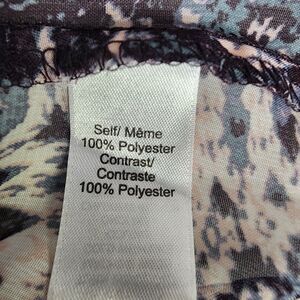 Self/ Même
100% Polyester
Contrast/
Contraste
100% Polyester